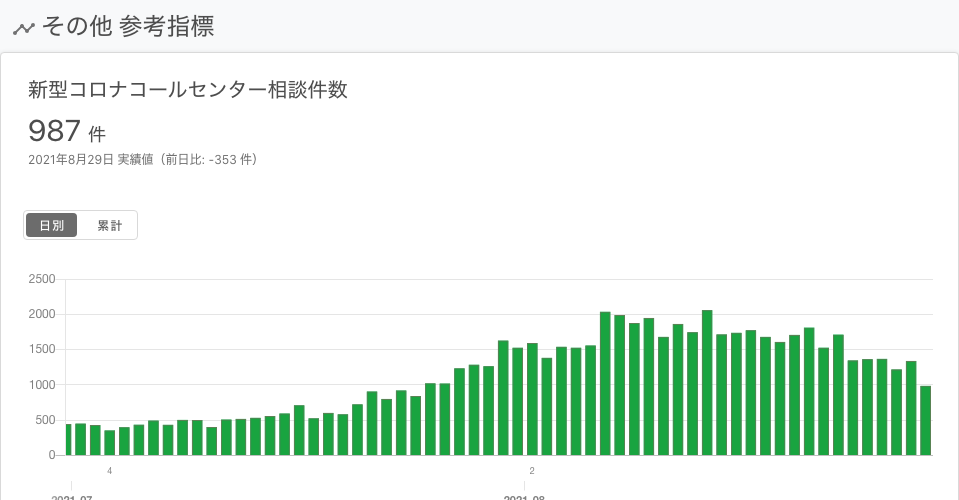 その他 参考指標
新型コロナコールセンター相談件数
987 件
2021年8月29日 実績値（前日比: -353 件）
日別 累計
2500
2000
1500
1000
500
0
4 2
2021-07 2021-08